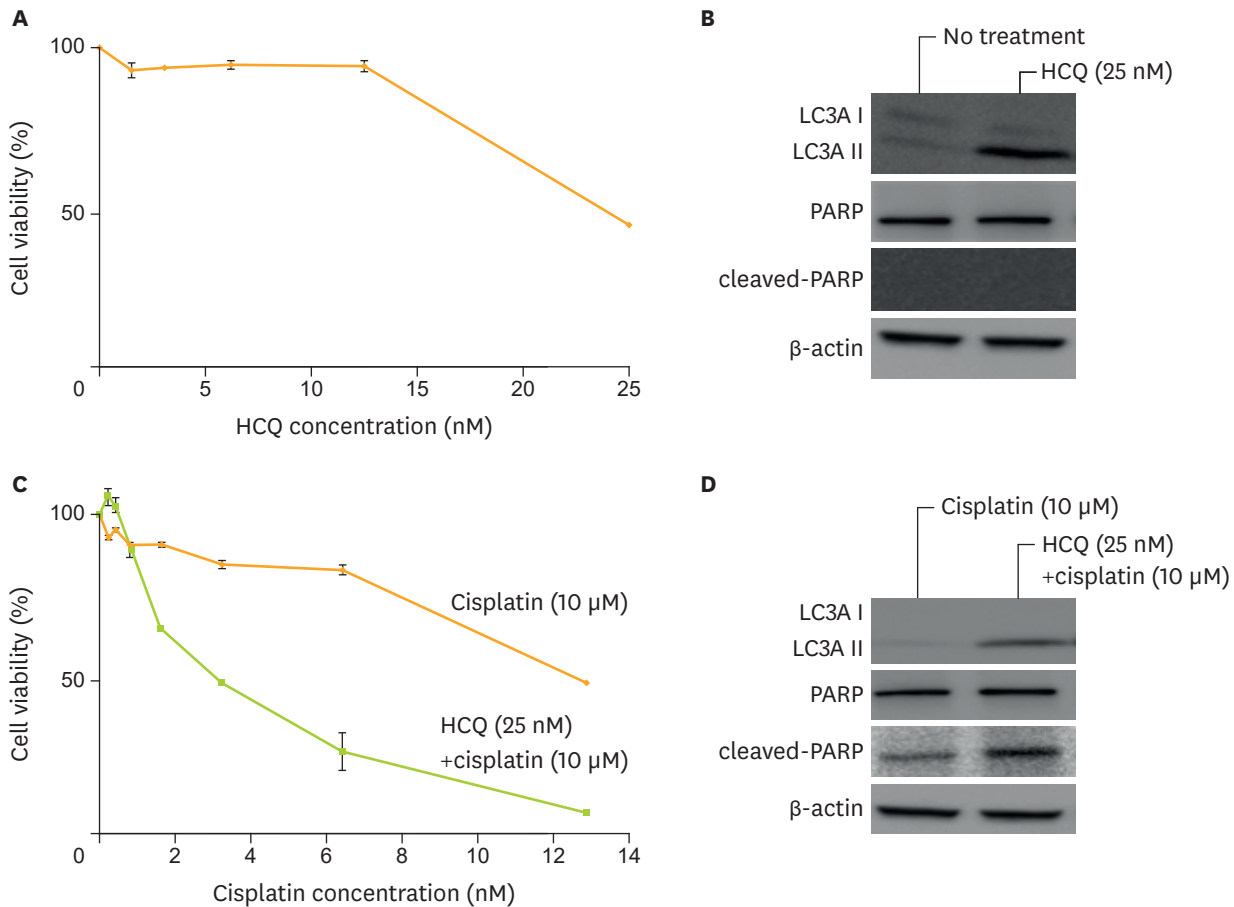 A
100
50
0
5
10
15
20
25
Cell viability (%)
HCQ concentration (nM)
B
No treatment
HCQ (25 nM)
LC3A I
LC3A II
PARP
cleaved-PARP
β-actin
C
100
50
0
2
4
6
8
10
12
14
Cell viability (%)
Cisplatin (10 μM)
HCQ (25 nM)
+cisplatin (10 μM)
Cisplatin concentration (nM)
D
Cisplatin (10 μM)
HCQ (25 nM)
+cisplatin (10 μM)
LC3A I
LC3A II
PARP
cleaved-PARP
β-actin